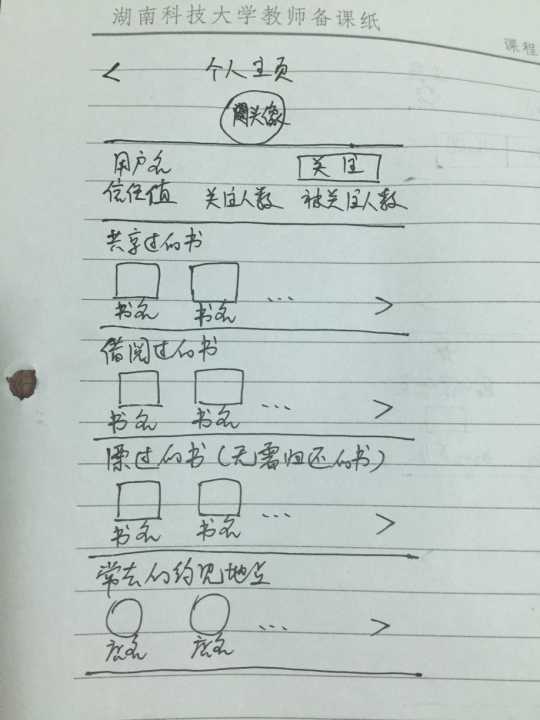 湖南科技大学教师备课纸
课程
< 个人主页
头像
用户名 关注
信任值 关注人数 被关注人数
共享过的书
书名 书名 ... >
借阅过的书
书名 书名 ... >
漂过的书(无需归还的书)
书名 书名 ... >
常去的约见地点
店名 店名 ... >